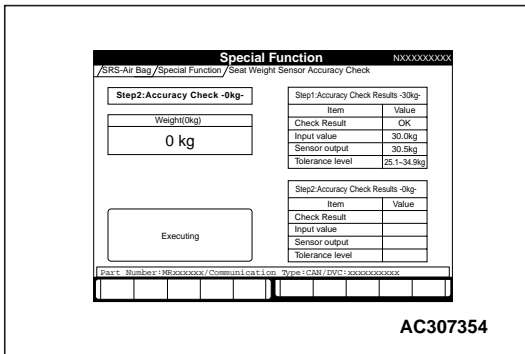 Special Function NXXXXXXXXX
/SRS-Air Bag/Special Function/Seat Weight Sensor Accuracy Check
Step2:Accuracy Check -0kg-
Weight(0kg)
0 kg
Executing
Step1:Accuracy Check Results -30kg-
Item Value
Check Result OK
Input value 30.0kg
Sensor output 30.5kg
Tolerance level 25.1~34.9kg
Step2:Accuracy Check Results -0kg-
Item Value
Check Result
Input value
Sensor output
Tolerance level
Part Number:MRxxxxxx/Communication Type:CAN/DVC:xxxxxxxxxx
AC307354